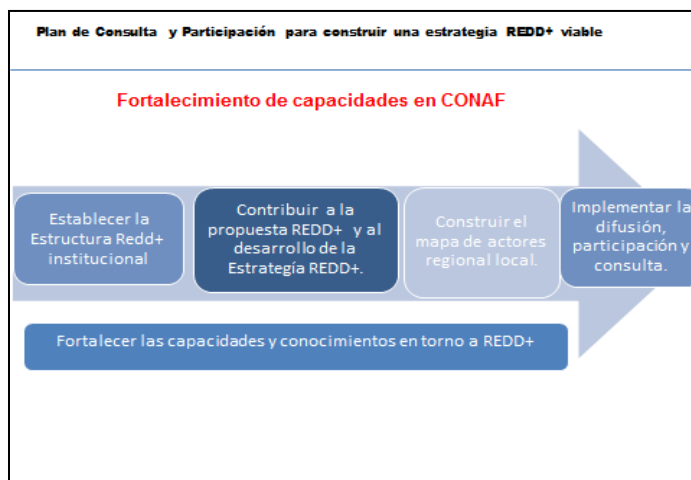 Plan de Consulta y Participación para construir una estrategia REDD+ viable
Fortalecimiento de capacidades en CONAF
Establecer la
Estructura Redd+
institucional
Contribuir a la
propuesta REDD+ y al
desarrollo de la
Estrategía REDD+.
Construir el
mapa de actores
regional local.
Implementar la
difusión,
participación y
consulta.
Fortalecer las capacidades y conocimientos en torno a REDD+